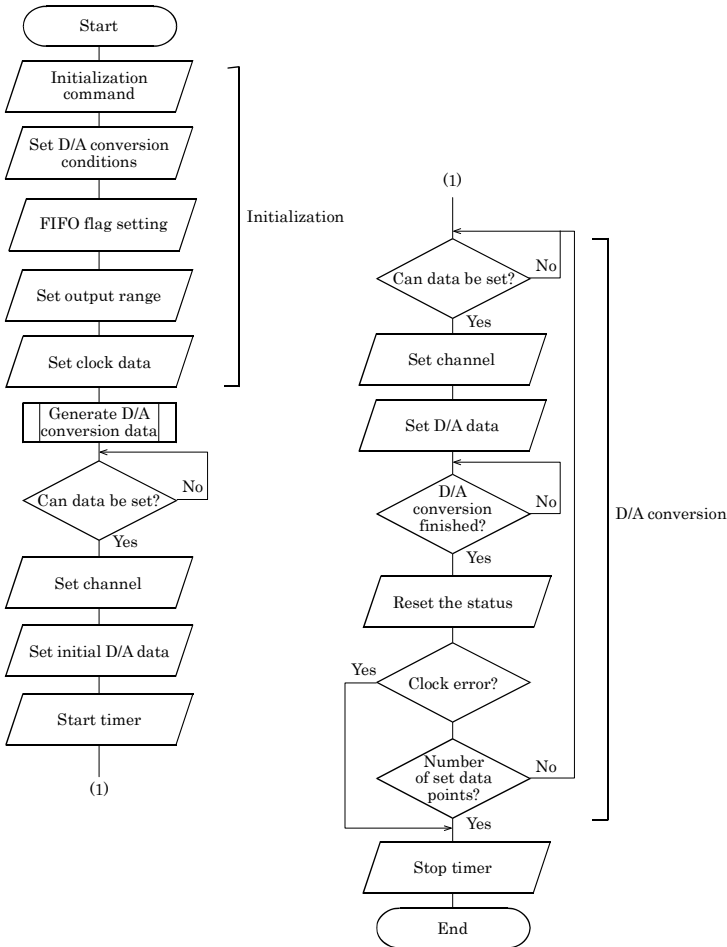 Start
Initialization
command
Set D/A conversion
conditions
FIFO flag setting
Set output range
Set clock data
Initialization
Generate D/A
conversion data
Can data be set?
No
Yes
Set channel
Set initial D/A data
Start timer
(1)
(1)
Can data be set?
No
Yes
Set channel
Set D/A data
D/A
conversion
finished?
No
Yes
Reset the status
Clock error?
Yes
Number
of set data
points?
No
Yes
D/A conversion
Stop timer
End